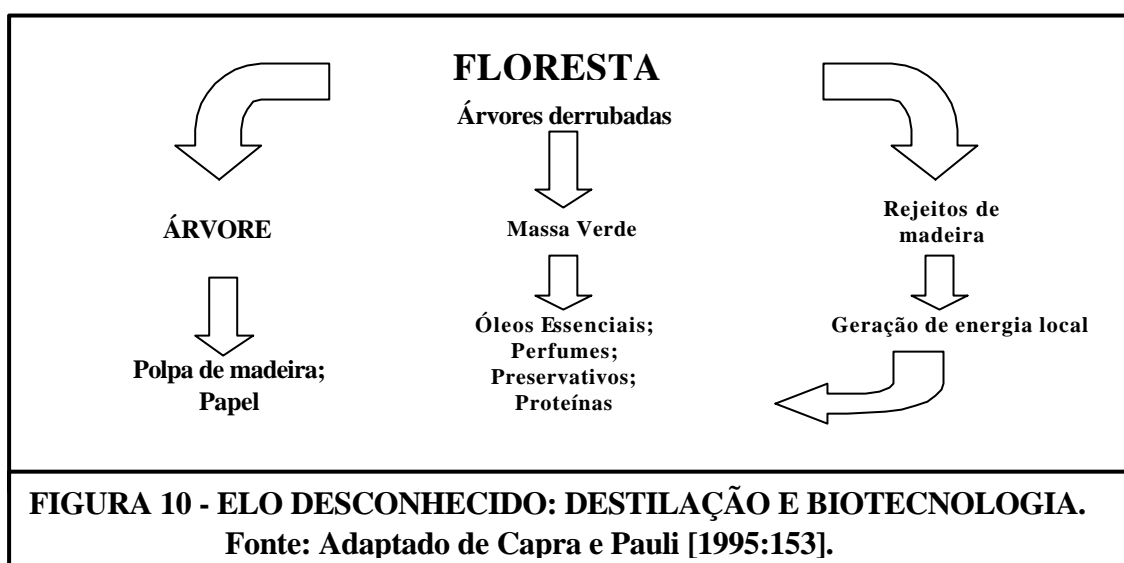 FLORESTA
Árvores derrubadas
ÁRVORE
Polpa de madeira;
Papel
Massa Verde
Óleos Essenciais;
Perfumes;
Preservativos;
Proteínas
Rejeitos de
madeira
Geração de energia local
FIGURA 10 - ELO DESCONHECIDO: DESTILAÇÃO E BIOTECNOLOGIA.
Fonte: Adaptado de Capra e Pauli [1995:153].